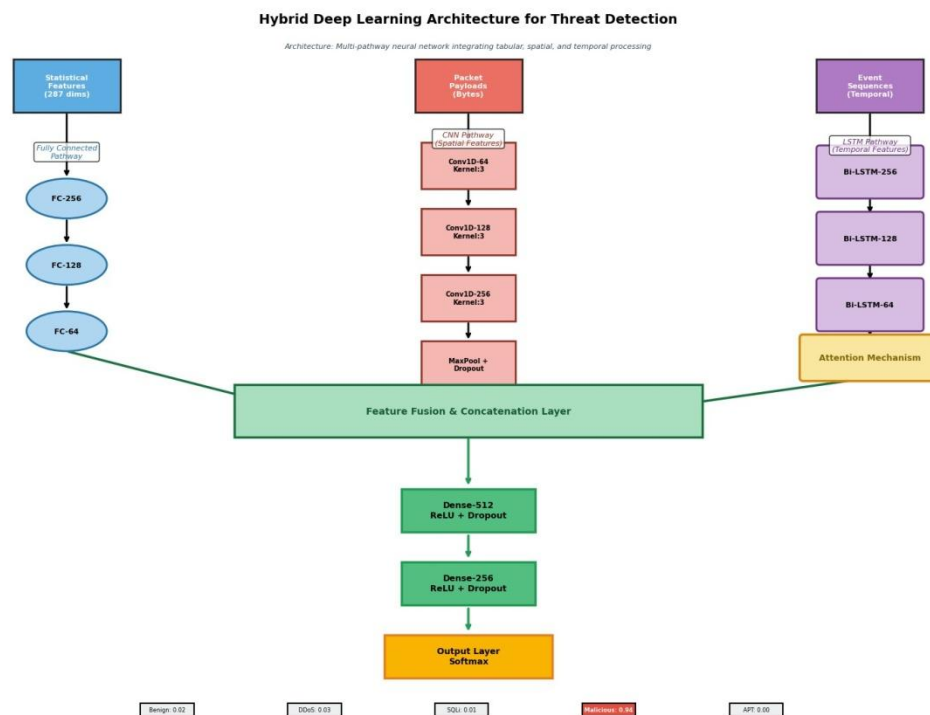 Hybrid Deep Learning Architecture for Threat Detection
Architecture: Multi-pathway neural network integrating tabular, spatial, and temporal processing
Statistical
Features
(287 dims)
Packet
Payloads
(Bytes)
Event
Sequences
(Temporal)
Fully Connected
Pathway
CNN Pathway
(Spatial Features)
LSTM Pathway
(Temporal Features)
FC-256
FC-128
FC-64
Conv1D-64
Kernel:3
Conv1D-128
Kernel:3
Conv1D-256
Kernel:3
MaxPool +
Dropout
Bi-LSTM-256
Bi-LSTM-128
Bi-LSTM-64
Attention Mechanism
Feature Fusion & Concatenation Layer
Dense-512
ReLU + Dropout
Dense-256
ReLU + Dropout
Output Layer
Softmax
Benign: 0.02
DDoS: 0.03
SQLi: 0.01
Malicious: 0.94
APT: 0.00